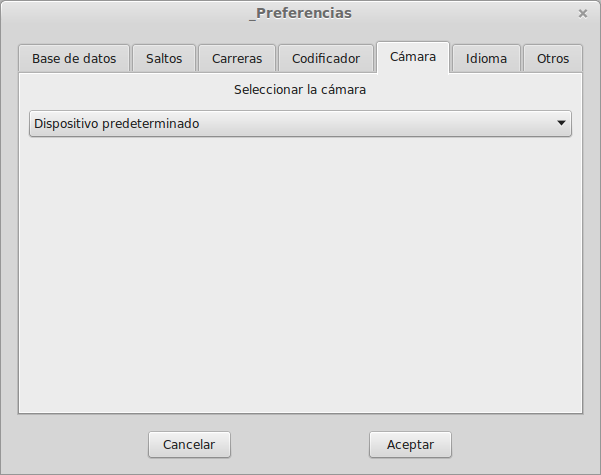 _Preferencias
Base de datos Saltos Carreras Codificador Cámara Idioma Otros
Seleccionar la cámara
Dispositivo predeterminado
Cancelar Aceptar